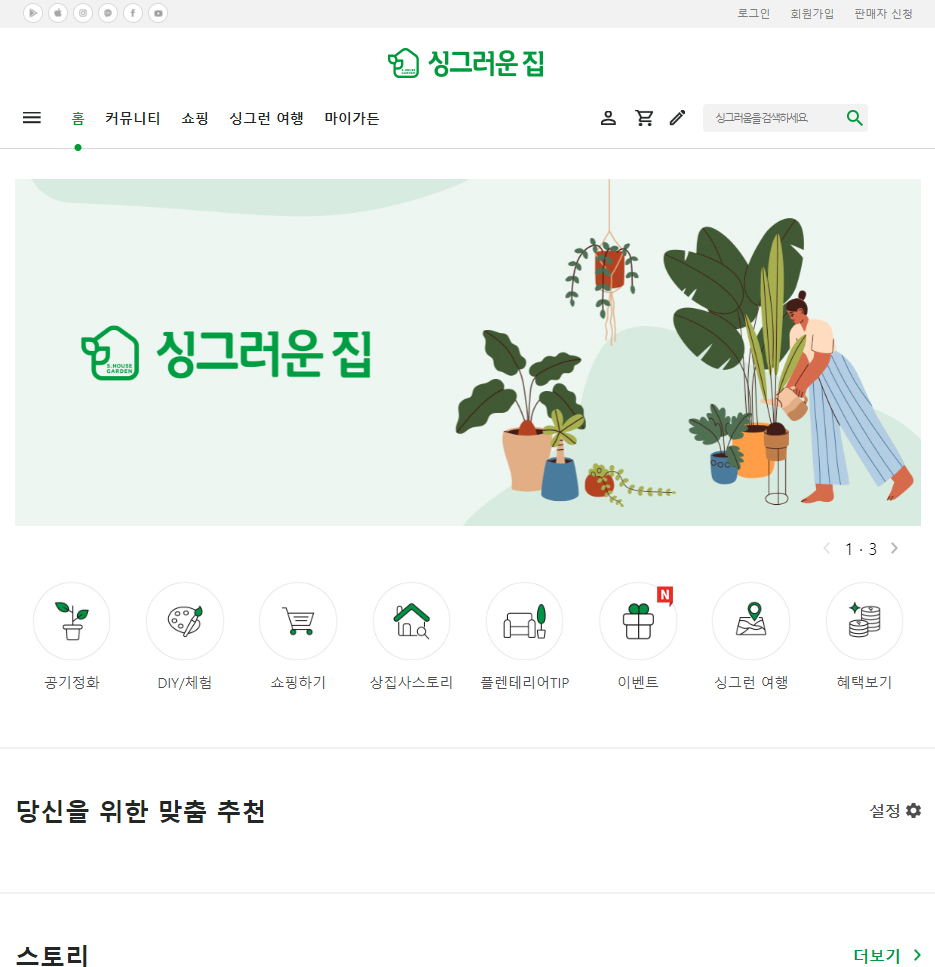 로그인 회원가입 판매자 신청
S.HOUSE GARDEN 싱그러운 집
홈 커뮤니티 쇼핑 싱그런 여행 마이가든 싱그러움을 검색하세요.
싱그러운 집
S.HOUSE
GARDEN
1 · 3
N
공기정화 DIY/체험 쇼핑하기 상집사스토리 플렌테리어TIP 이벤트 싱그런 여행 혜택보기
당신을 위한 맞춤 추천 설정
스토리 더보기